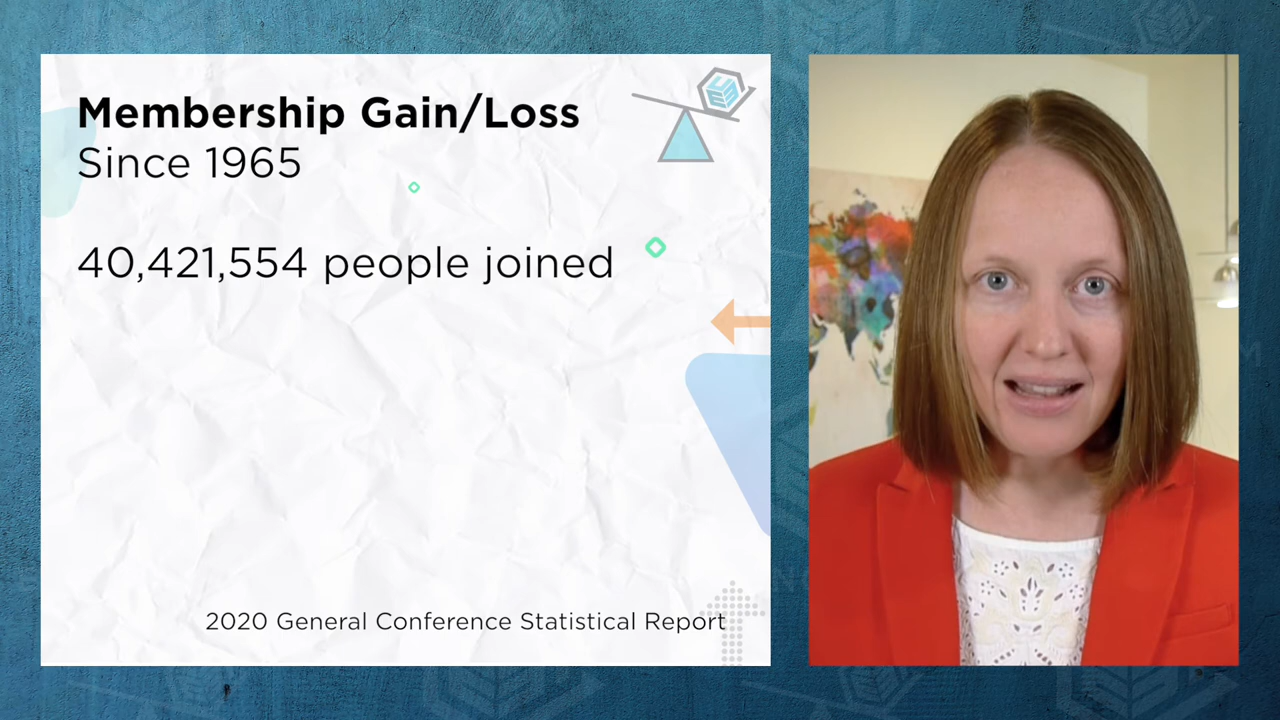 Membership Gain/Loss
Since 1965
40,421,554 people joined
2020 General Conference Statistical Report